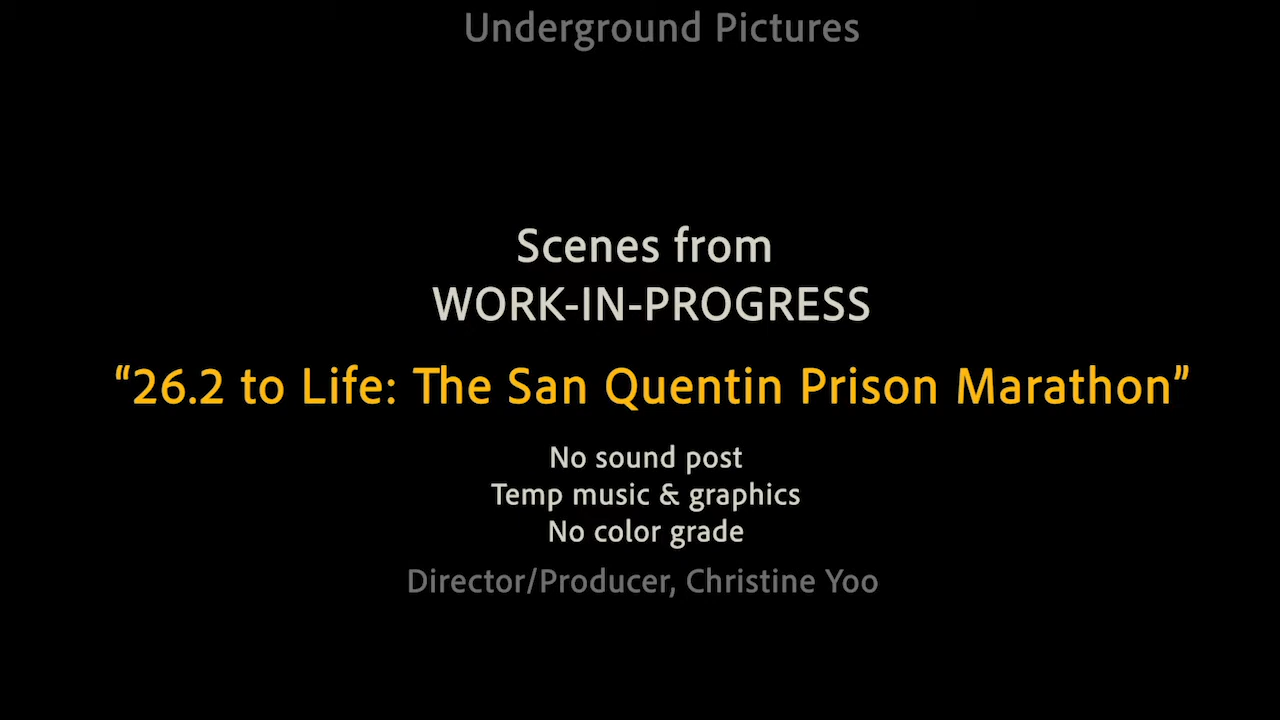 Underground Pictures
Scenes from
WORK-IN-PROGRESS
“26.2 to Life: The San Quentin Prison Marathon”
No sound post
Temp music & graphics
No color grade
Director/Producer, Christine Yoo